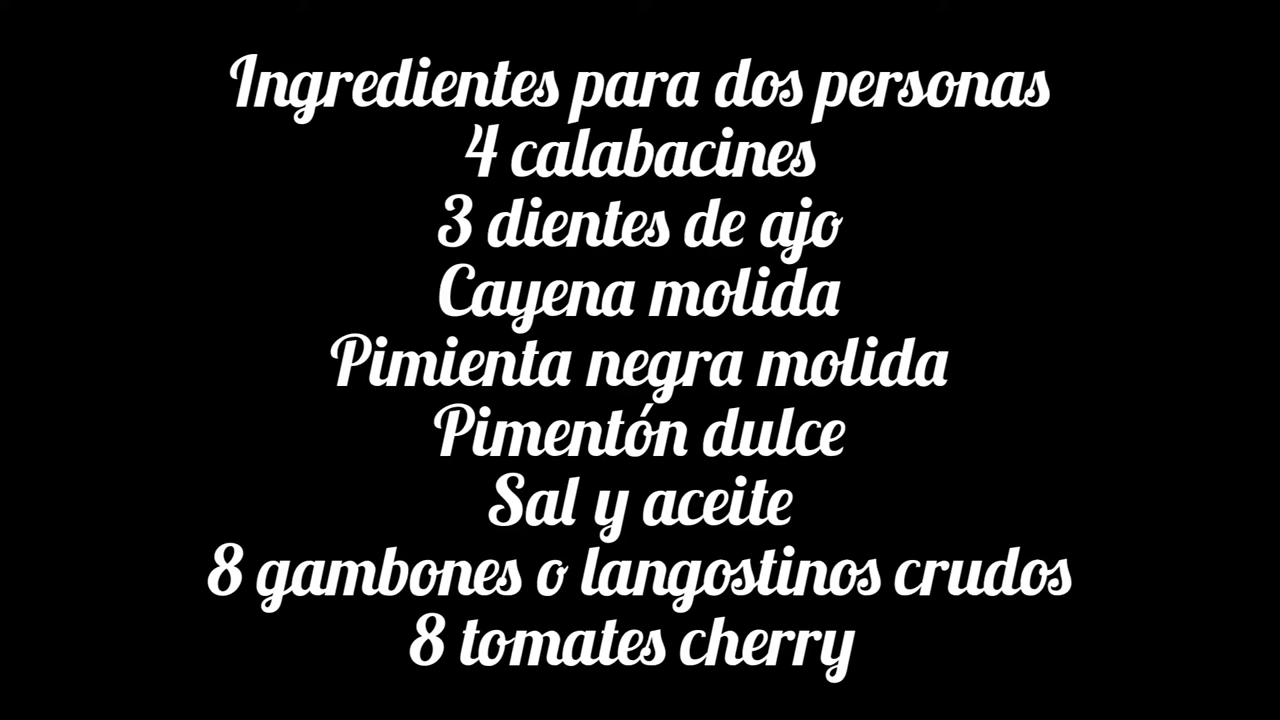 Ingredientes para dos personas
4 calabacines
3 dientes de ajo
Cayena molida
Pimienta negra molida
Pimentón dulce
Sal y aceite
8 gambones o langostinos crudos
8 tomates cherry